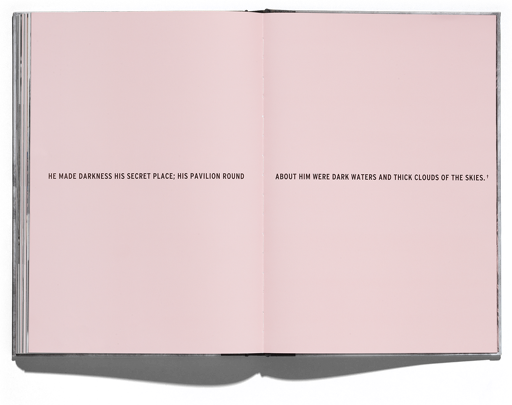 HE MADE DARKNESS HIS SECRET PLACE; HIS PAVILION ROUND
ABOUT HIM WERE DARK WATERS AND THICK CLOUDS OF THE SKIES.¹